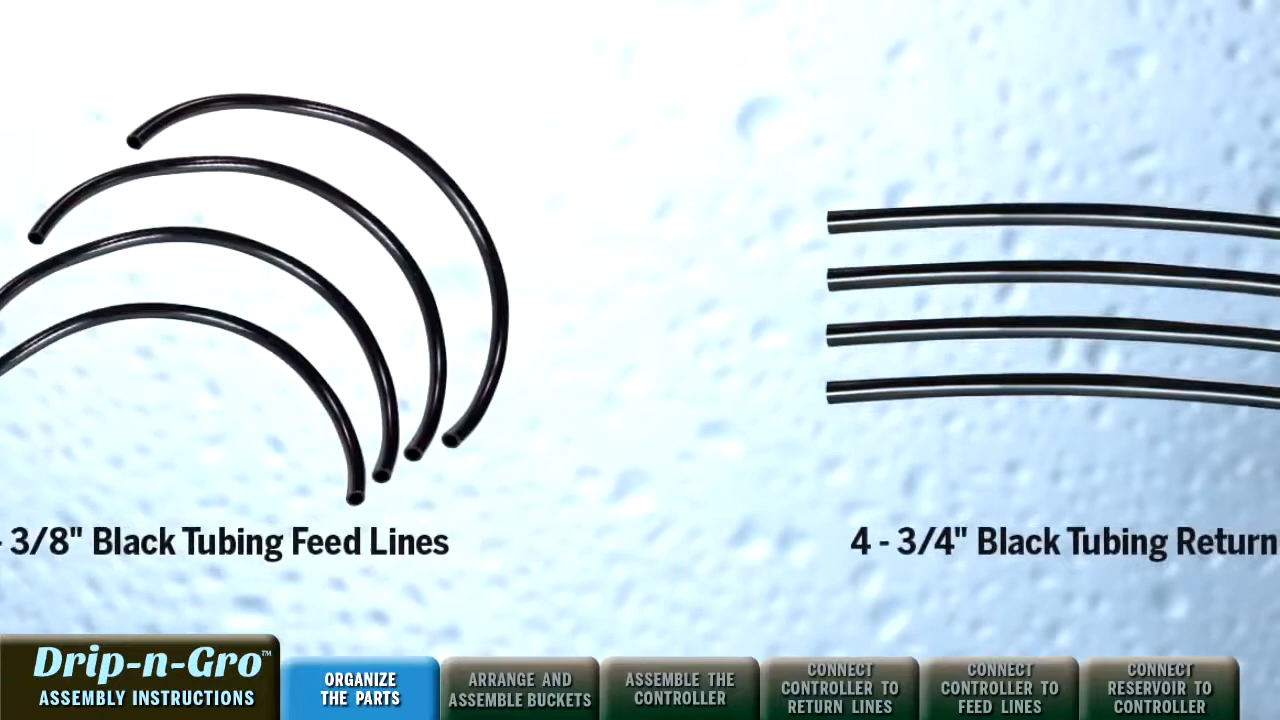 - 3/8" Black Tubing Feed Lines
4 - 3/4" Black Tubing Return
Drip-n-Gro™
ASSEMBLY INSTRUCTIONS
ORGANIZE
THE PARTS
ARRANGE AND
ASSEMBLE BUCKETS
ASSEMBLE THE
CONTROLLER
CONNECT
CONTROLLER TO
RETURN LINES
CONNECT
CONTROLLER TO
FEED LINES
CONNECT
RESERVOIR TO
CONTROLLER